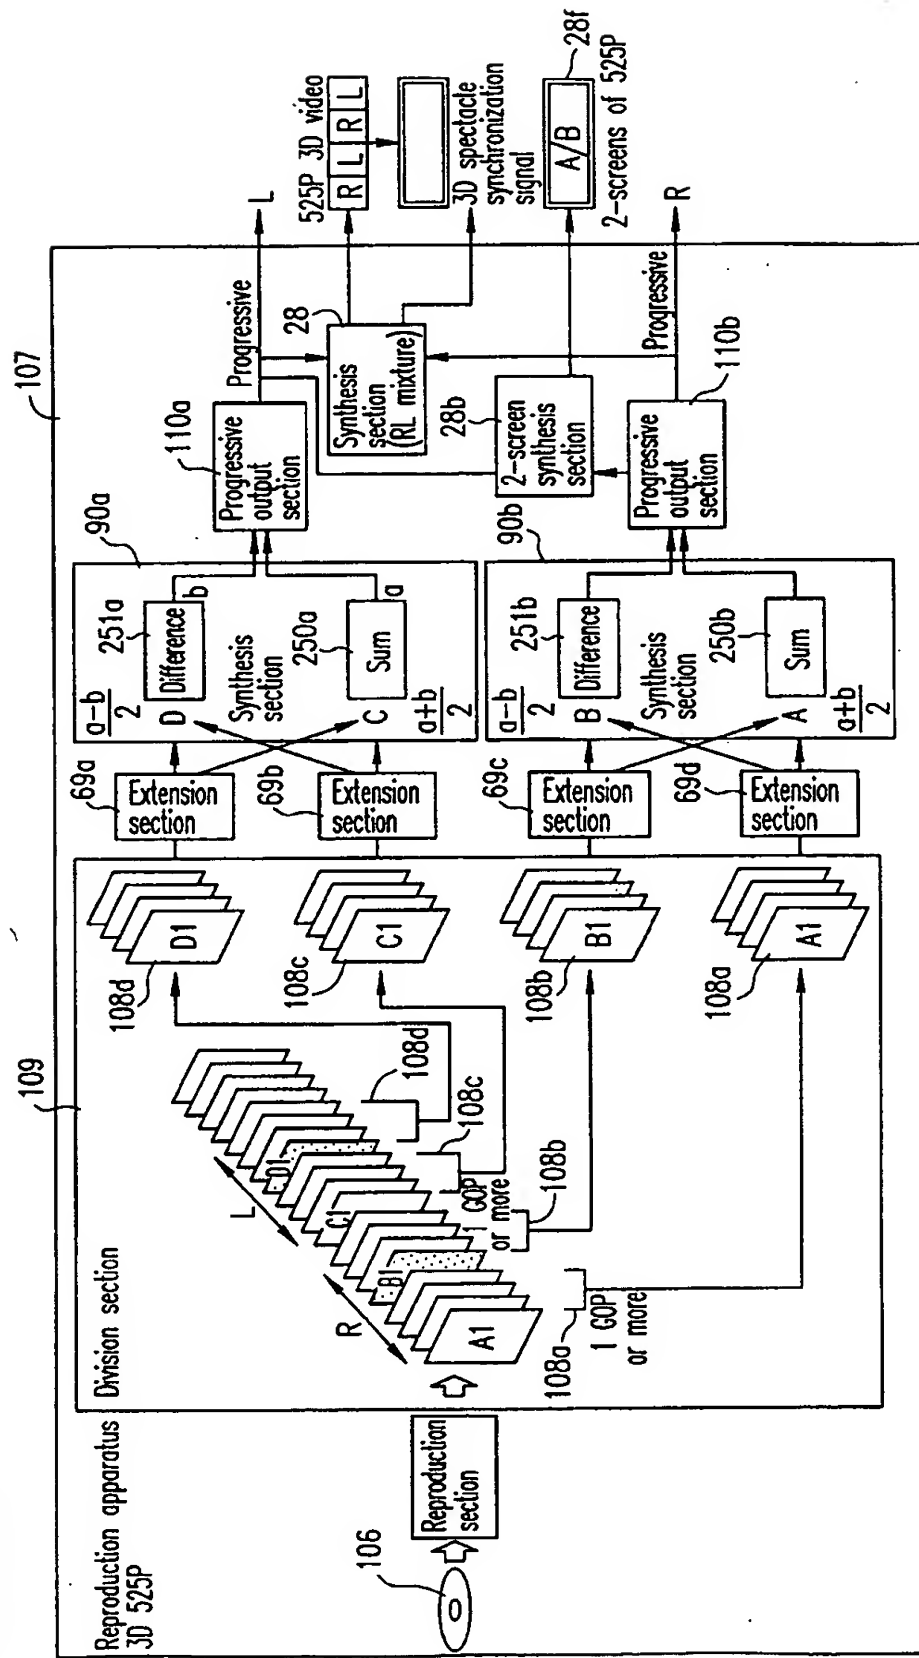 107
Reproduction apparatus
3D 525P
109
Division section
106
Reproduction
section
A1
B1
C1
D1
R
L
108a
1 GOP
or more
108b
1 GOP
or more
108c
108d
108d
D1
108c
C1
108b
B1
108a
A1
69a
Extension
section
69b
Extension
section
69c
Extension
section
69d
Extension
section
90a
a-b
2
D
251a
Difference
b
Synthesis
section
250a
Sum
a
C
a+b
2
90b
a-b
2
B
251b
Difference
Synthesis
section
250b
Sum
A
a+b
2
110a
Progressive
output
section
Progressive
L
28
Synthesis
section
(RL mixture)
28b
2-screen
synthesis
section
110b
Progressive
output
section
Progressive
R
525P 3D video
R L R L
3D spectacle
synchronization
signal
A/B
28f
2-screens of 525P